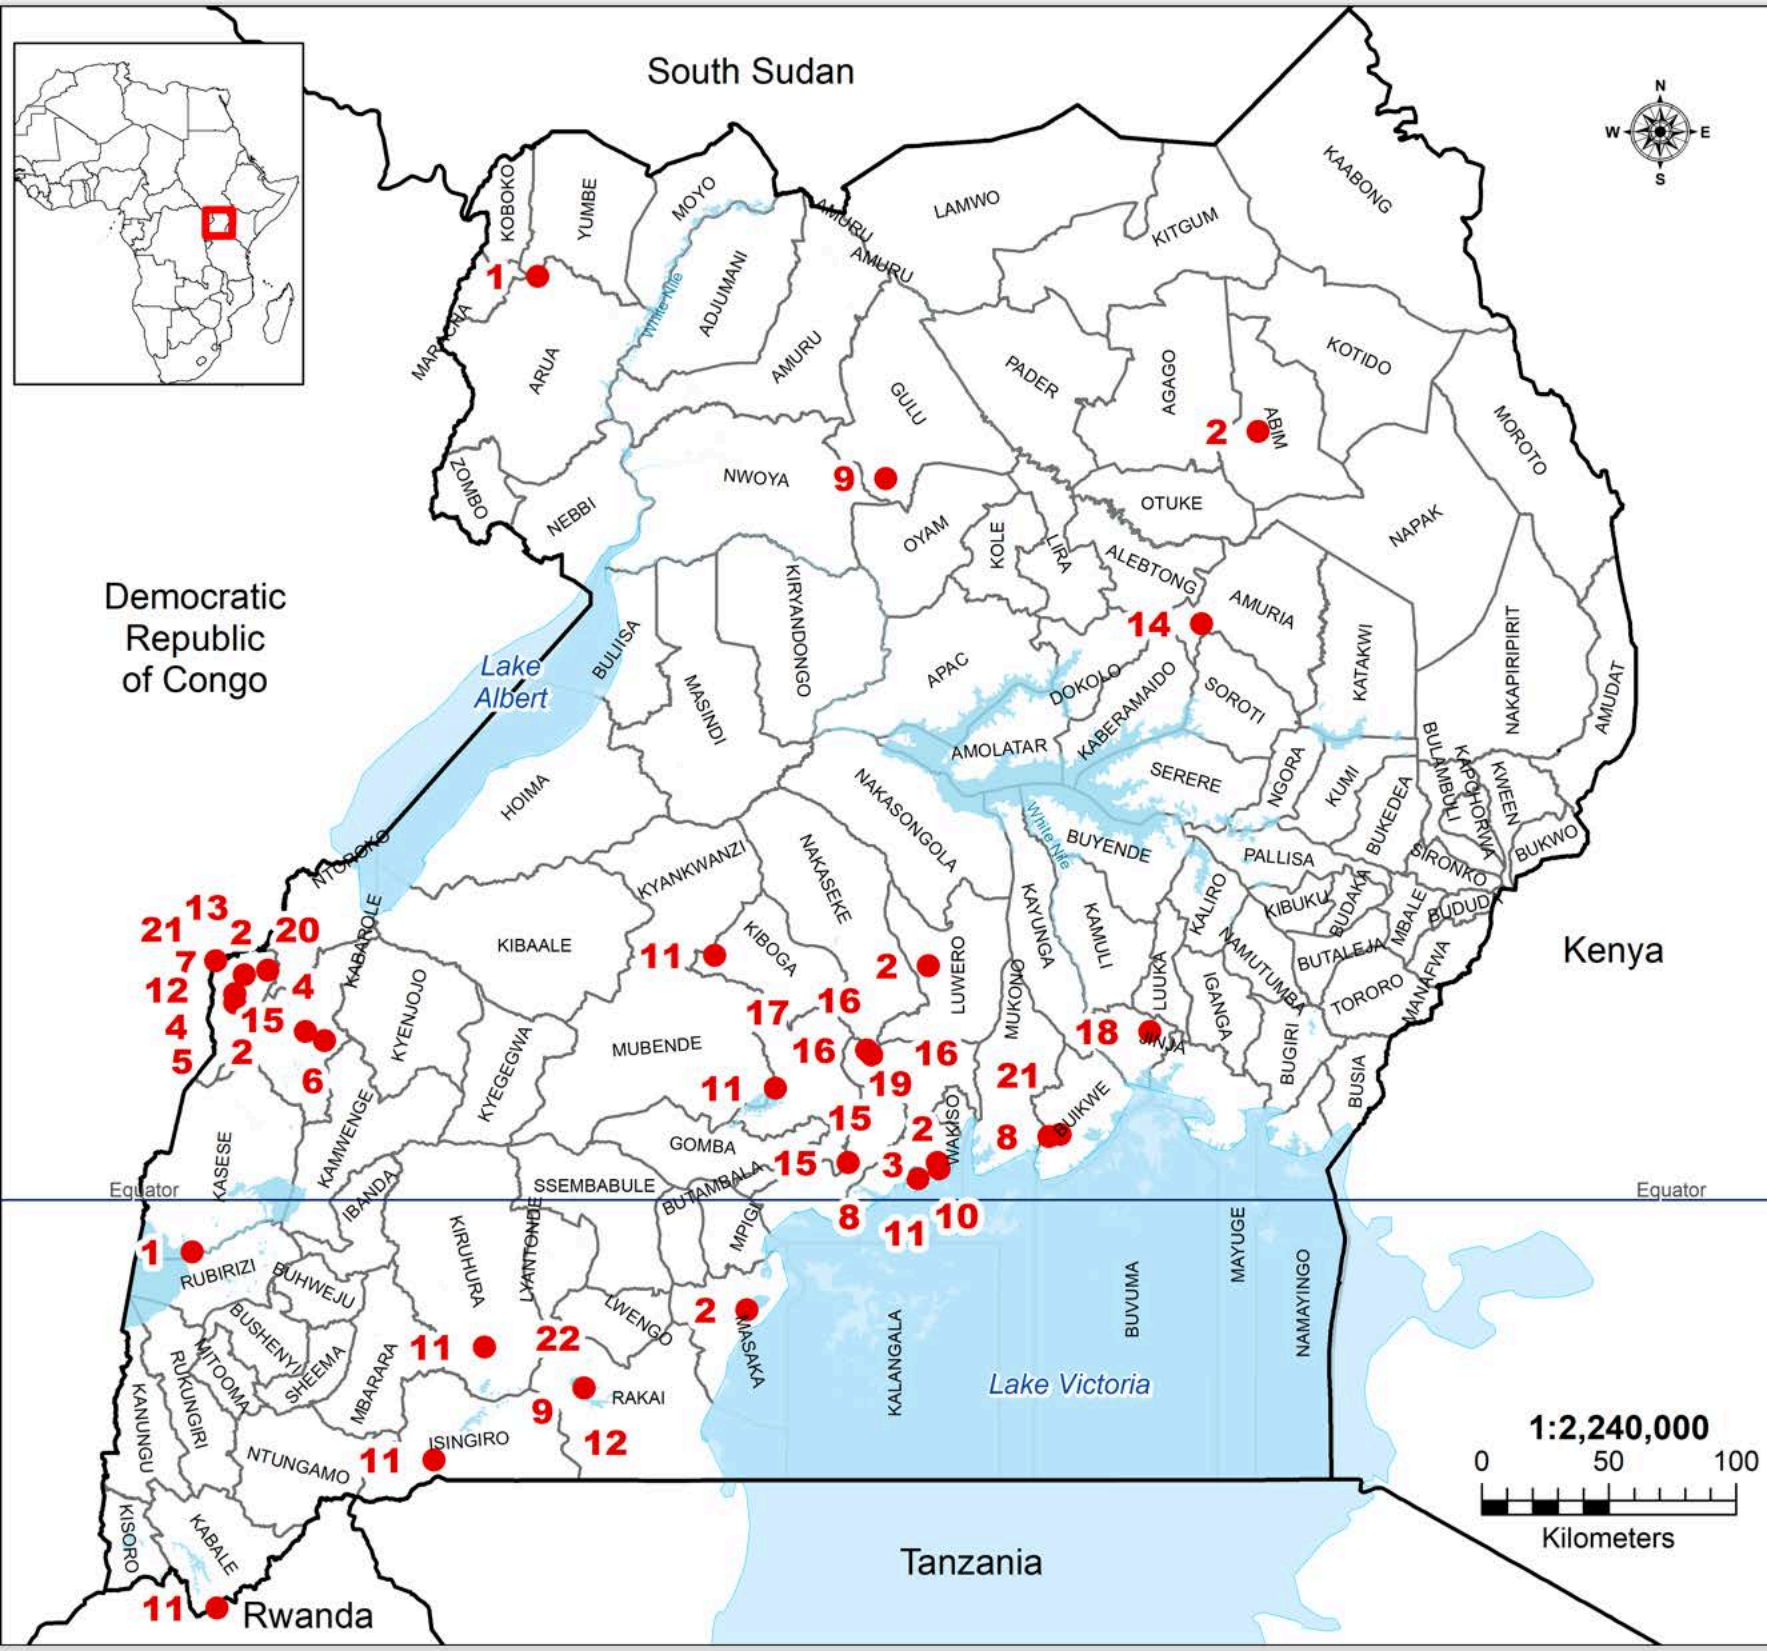 South Sudan
N
W
E
S
KAABONG
KOBOKO
YUMBE
MOYO
AMURU
LAMWO
KITGUM
AMURU
1
White Nile
ADJUMANI
MARACHA
ARUA
AMURU
GULU
PADER
AGAGO
KOTIDO
2
ABIM
MOROTO
ZOMBO
NEBBI
NWOYA
9
OYAM
KOLE
LIRA
OTUKE
NAPAK
ALEBTONG
AMURIA
14
Democratic
Republic
of Congo
Lake
Albert
BULIISA
KIRYANDONGO
MASINDI
APAC
DOKOLO
KABERAMAIDO
SOROTI
KATAKWI
NAKAPIRIPIRIT
AMUDAT
AMOLATAR
SERERE
NGORA
KUMI
BUKEDEA
BULAMBULI
KAPCHORWA
KWEEN
BUKWO
SIRONKO
HOIMA
NTOROKO
NAKASONGOLA
White Nile
BUYENDE
PALLISA
KYANKWANZI
NAKASEKE
KAYUNGA
KAMULI
KALIRO
KIBUKU
BUDAKA
MBALE
BUDUDA
13
21
2
20
7
12
4
4
15
5
2
6
KABAROLE
KIBAALE
11
KIBOGA
2
LUWERO
MUKONO
LUUKA
NAMUTUMBA
BUTALEJA
TORORO
MANAFWA
Kenya
KYENJOJO
KYEGEGWA
MUBENDE
17
16
16
16
19
18
JINJA
IGANGA
BUGIRI
BUSIA
11
21
BUIKWE
8
KASESE
KAMWENGE
GOMBA
15
15
2
WAKISO
3
Equator
IBANDA
SSEMBABULE
BUTAMBALA
8
11
10
Equator
1
RUBIRIZI
BUHWEJU
KIRUHURA
LYANTONDE
MPIGI
KALANGALA
BUVUMA
MAYUGE
NAMAYINGO
BUSHENYI
MITOOMA
SHEEMA
RUKUNGIRI
KANUNGU
MBARARA
11
22
LWENGO
2
MASAKA
Lake Victoria
RAKAI
9
12
NTUNGAMO
11
ISINGIRO
1:2,240,000
0 50 100
Kilometers
KISORO
KABALE
11
Rwanda
Tanzania